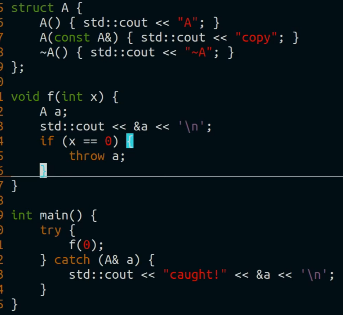 5 struct A {
6     A() { std::cout << "A"; }
7     A(const A&) { std::cout << "copy"; }
8     ~A() { std::cout << "~A"; }
9 };
0
1 void f(int x) {
2     A a;
3     std::cout << &a << '\n';
4     if (x == 0) {
5         throw a;
6     }
7 }
8
9 int main() {
0     try {
1         f(0);
2     } catch (A& a) {
3         std::cout << "caught!" << &a << '\n';
4     }
5 }